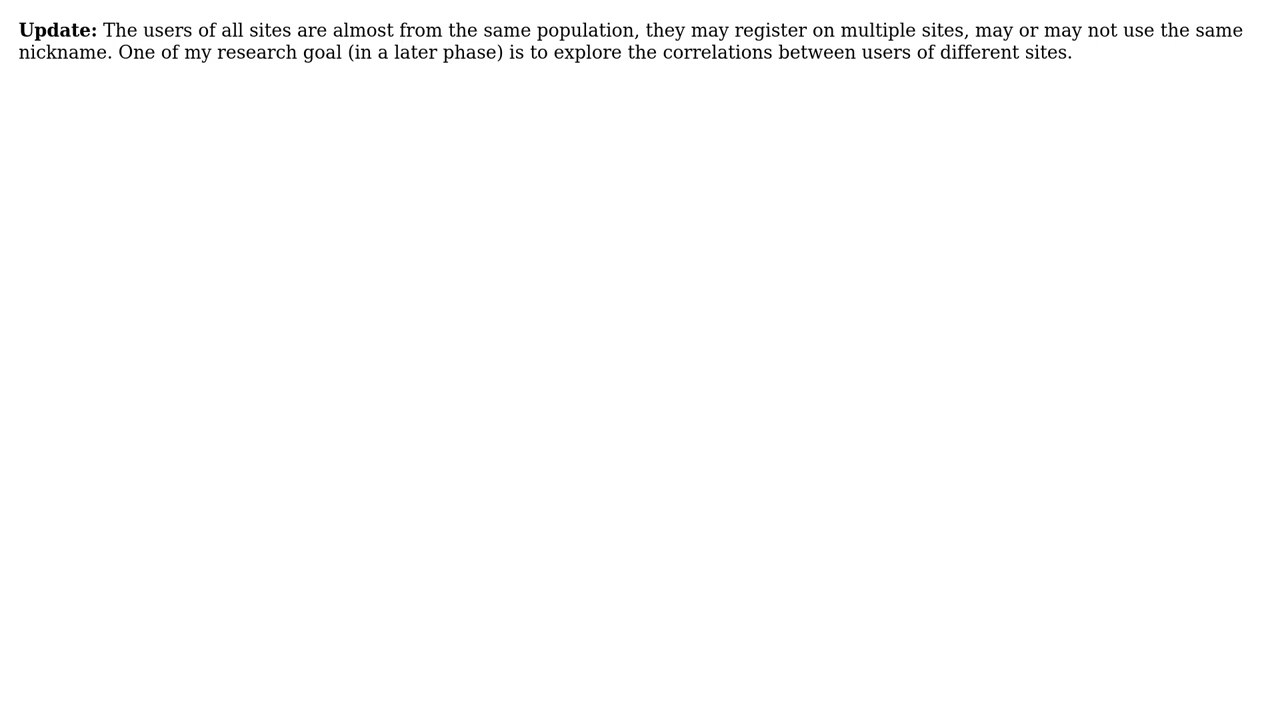 Update: The users of all sites are almost from the same population, they may register on multiple sites, may or may not use the same
nickname. One of my research goal (in a later phase) is to explore the correlations between users of different sites.